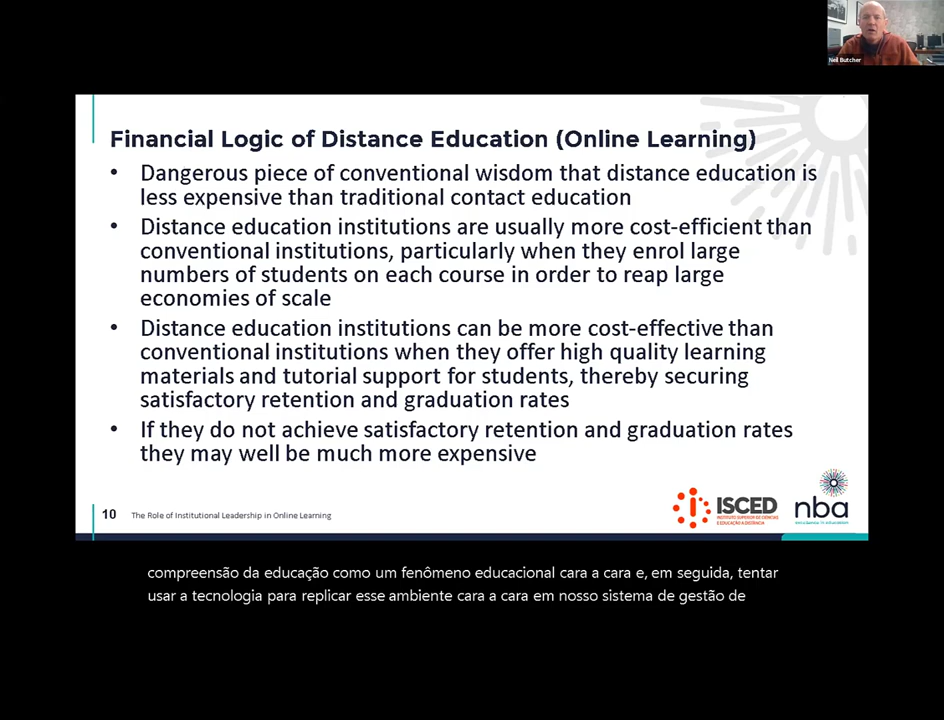 Neil Butcher
Financial Logic of Distance Education (Online Learning)
• Dangerous piece of conventional wisdom that distance education is
less expensive than traditional contact education
• Distance education institutions are usually more cost-efficient than
conventional institutions, particularly when they enrol large
numbers of students on each course in order to reap large
economies of scale
• Distance education institutions can be more cost-effective than
conventional institutions when they offer high quality learning
materials and tutorial support for students, thereby securing
satisfactory retention and graduation rates
• If they do not achieve satisfactory retention and graduation rates
they may well be much more expensive
10 The Role of Institutional Leadership in Online Learning
ISCED
INSTITUTO SUPERIOR DE CIÊNCIAS
E EDUCAÇÃO A DISTÂNCIA
nba
compreensão da educação como um fenômeno educacional cara a cara e, em seguida, tentar
usar a tecnologia para replicar esse ambiente cara a cara em nosso sistema de gestão de